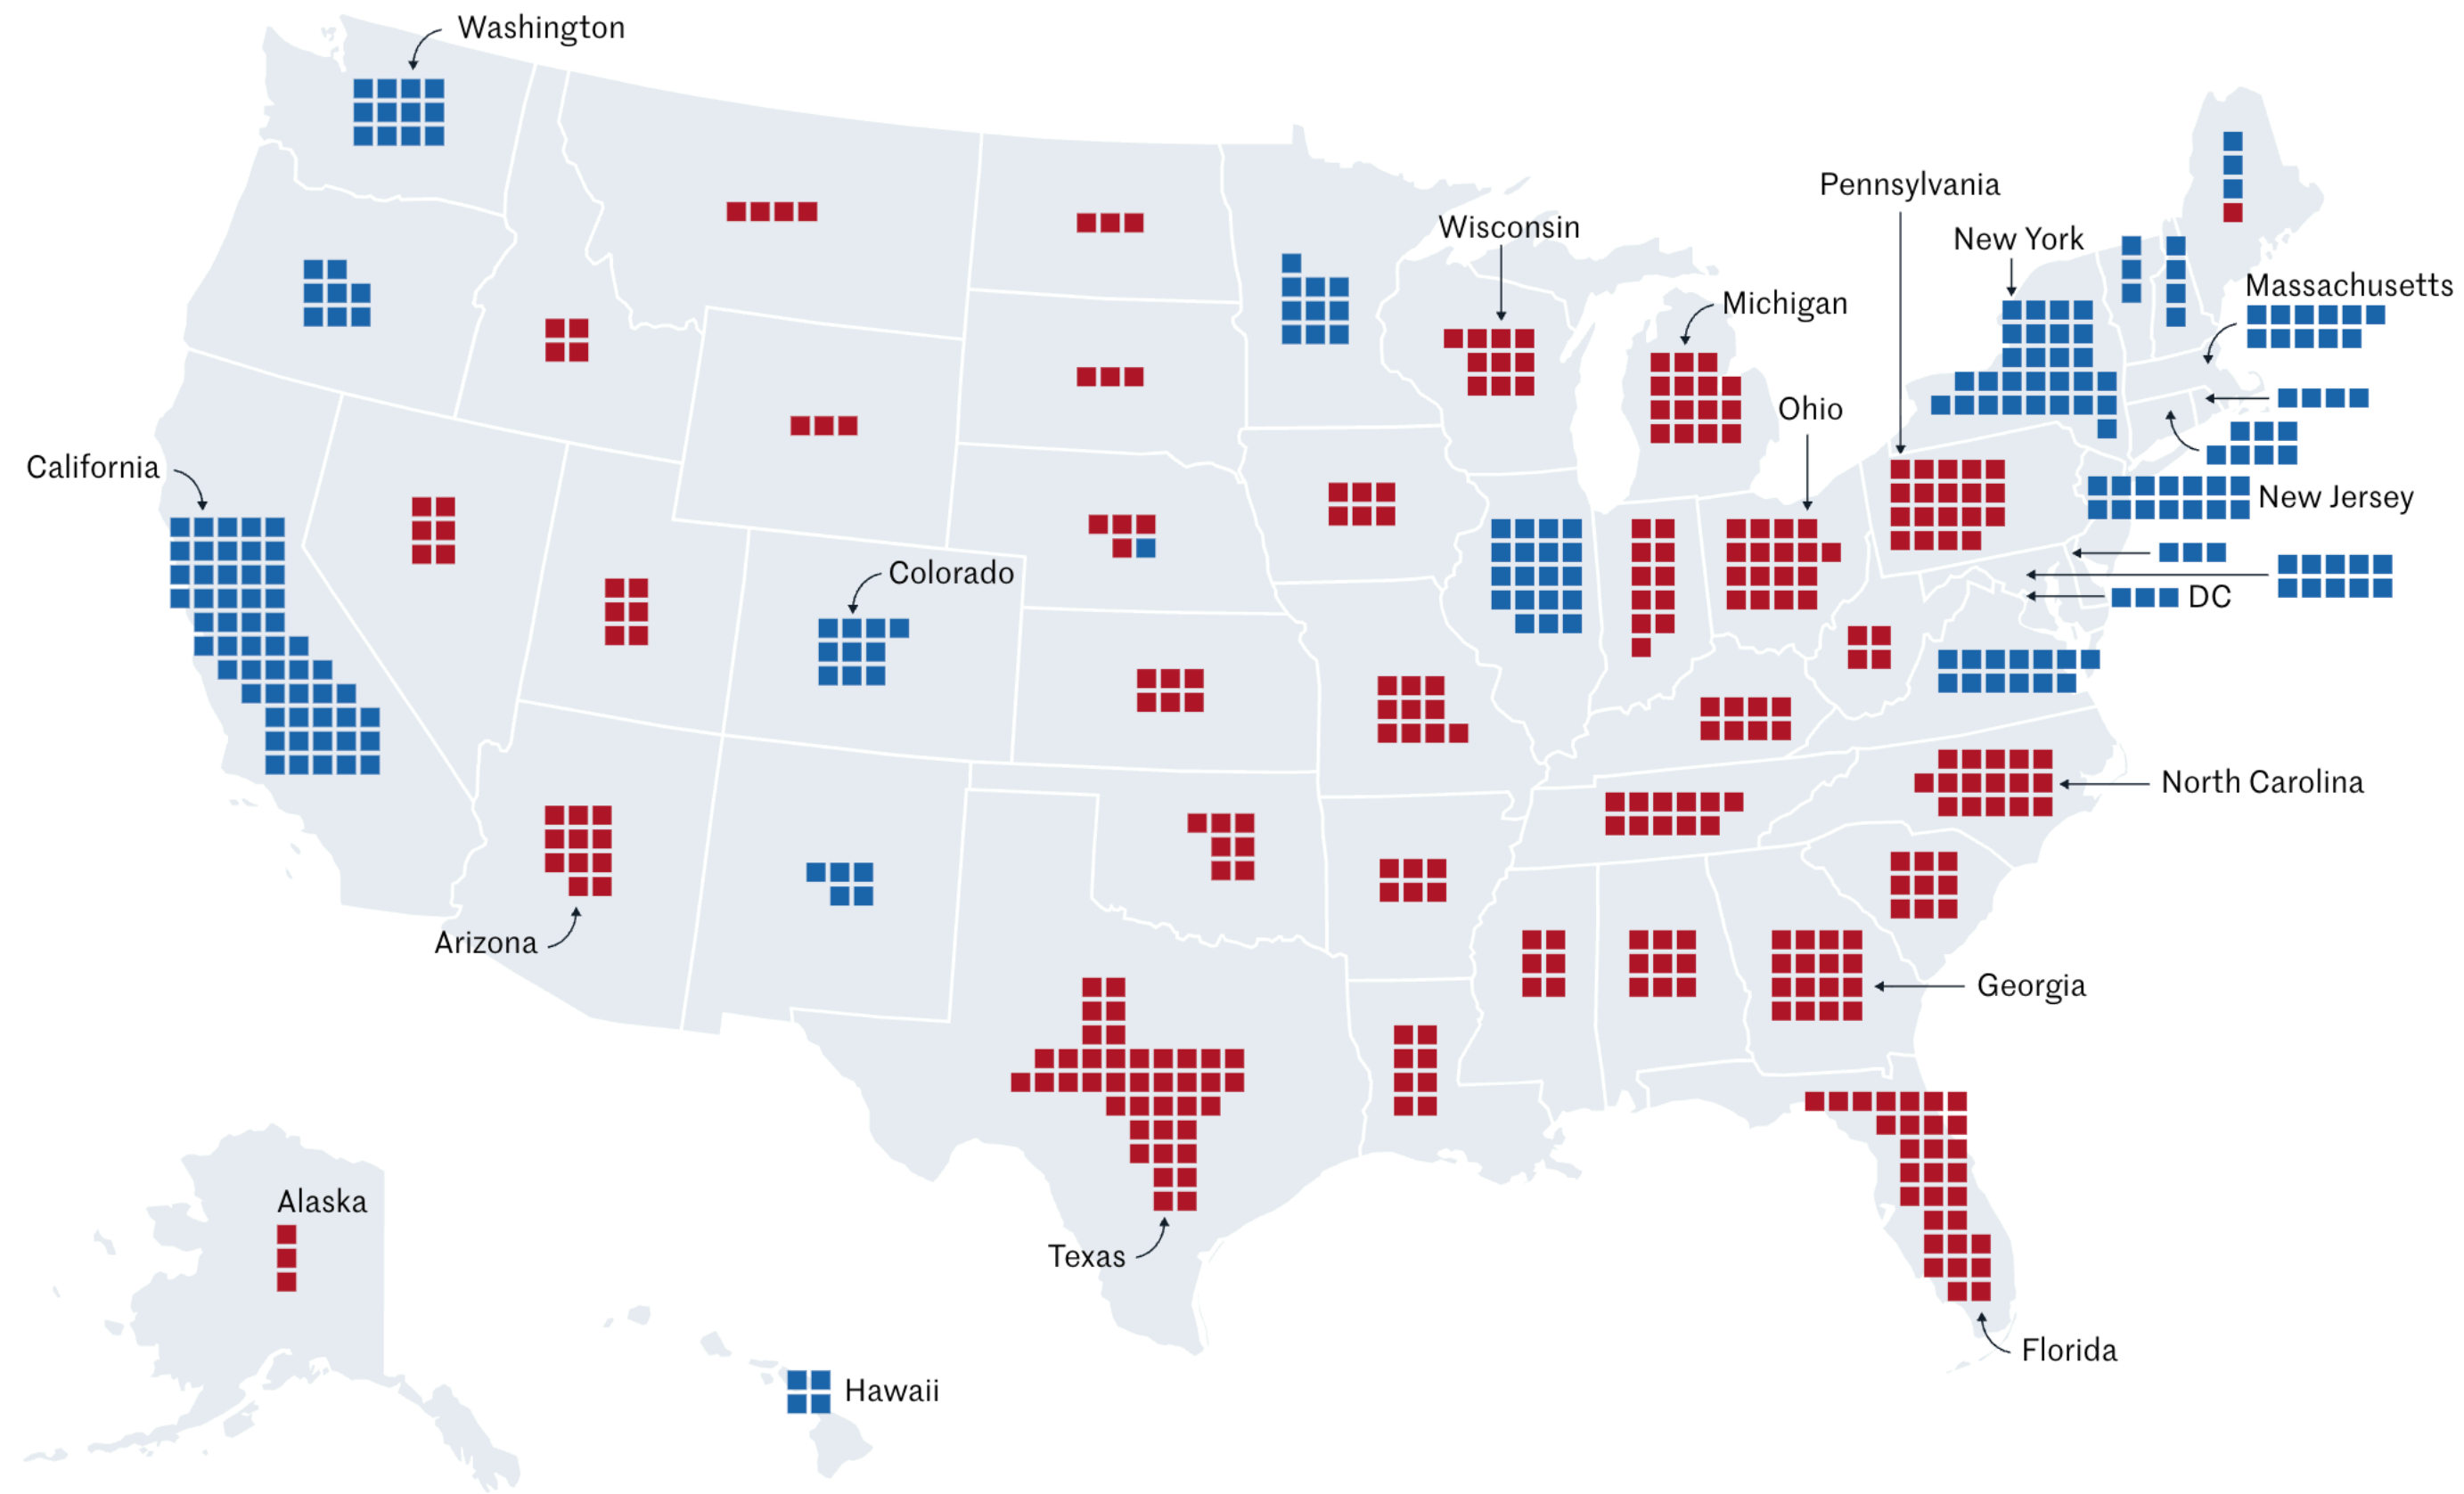 Washington
Pennsylvania
Wisconsin
New York
Massachusetts
Michigan
Ohio
California
New Jersey
Colorado
DC
North Carolina
Arizona
Georgia
Alaska
Texas
Florida
Hawaii